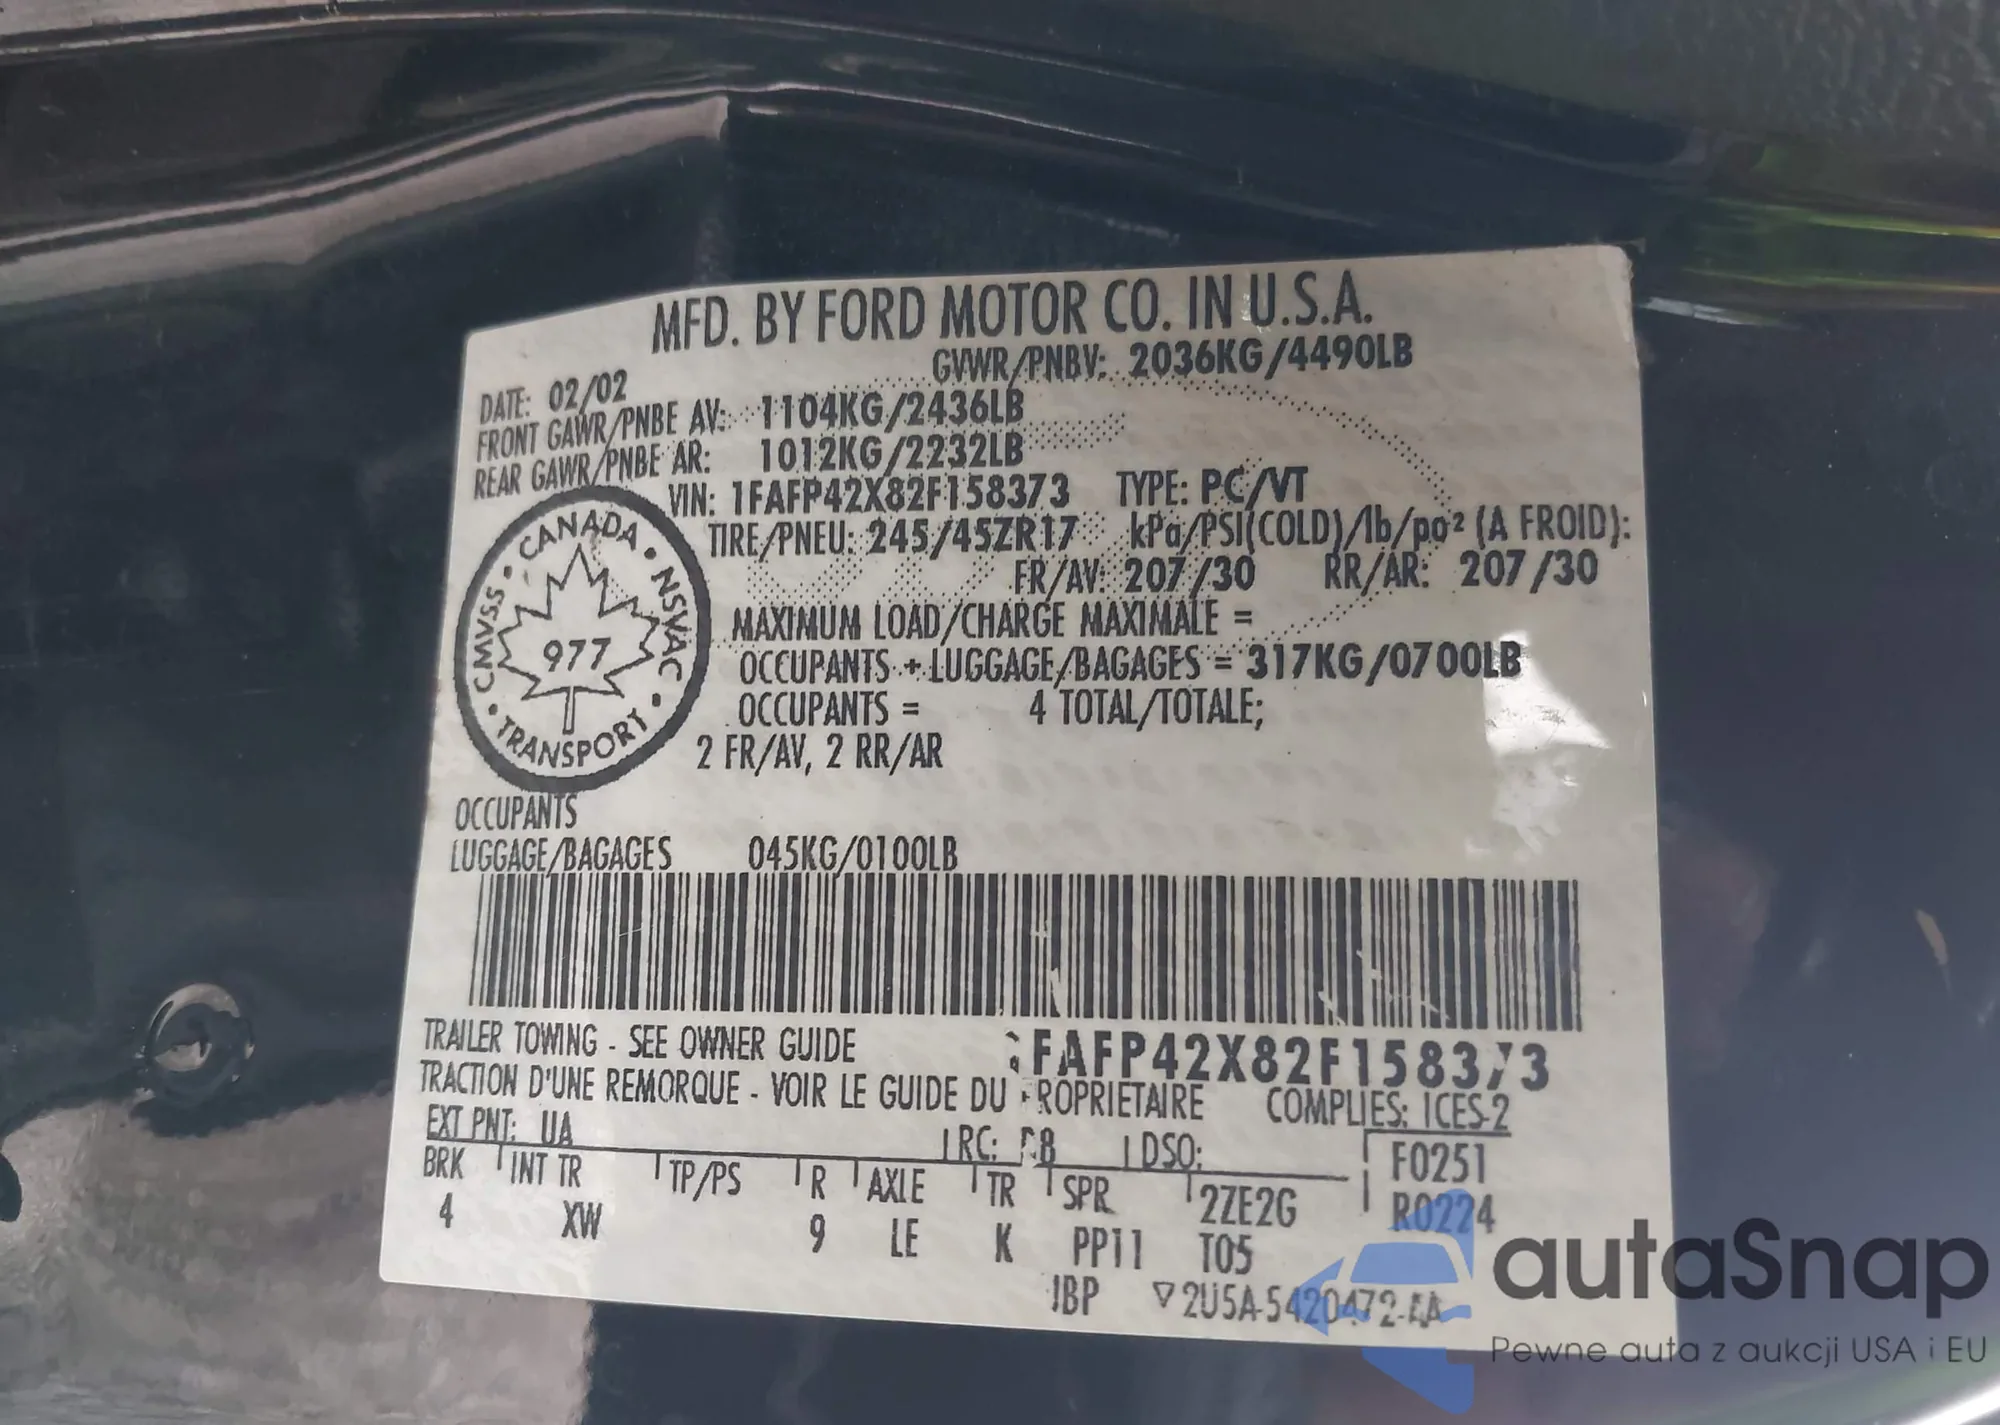 MFD. BY FORD MOTOR CO. IN U.S.A.
DATE: 02/02 GVWR/PNBV: 2036KG/4490LB
FRONT GAWR/PNBE AV: 1104KG/2436LB
REAR GAWR/PNBE AR: 1012KG/2232LB
VIN: 1FAFP42X82F158373 TYPE: PC/VT
TIRE/PNEU: 245/45ZR17 kPa/PSI(COLD)/lb/po² (A FROID):
FR/AV: 207/30 RR/AR: 207/30
MAXIMUM LOAD/CHARGE MAXIMALE =
OCCUPANTS + LUGGAGE/BAGAGES = 317KG/0700LB
OCCUPANTS = 4 TOTAL/TOTALE;
2 FR/AV, 2 RR/AR
CANADA • NSVAC • TRANSPORT • CMVSS •
977
OCCUPANTS
LUGGAGE/BAGAGES 045KG/0100LB
TRAILER TOWING - SEE OWNER GUIDE FAFP42X82F158373
TRACTION D'UNE REMORQUE - VOIR LE GUIDE DU PROPRIETAIRE COMPLIES: ICES-2
EXT PNT: UA RC: DSO: F0251
BRK INT TR TP/PS R AXLE TR SPR 2ZE2G R0224
4 XW 9 LE K PP11 T05
IBP ▽2U5A-5420472-AA
autaSnap
Pewne auta z aukcji USA i EU